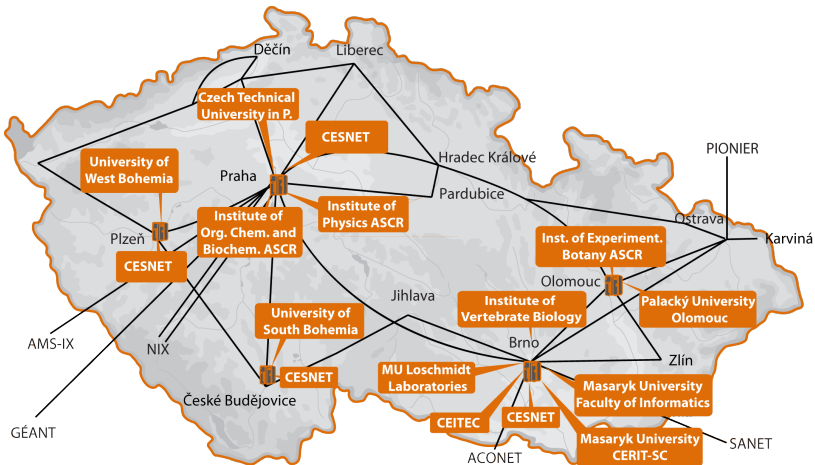 Děčín
Liberec
Czech Technical
University in P.
CESNET
Hradec Králové
PIONIER
University of
West Bohemia
Praha
Pardubice
Institute of
Org. Chem. and
Biochem. ASCR
Institute of
Physics ASCR
Ostrava
Karviná
Plzeň
CESNET
Inst. of Experiment.
Botany ASCR
Olomouc
Palacký University
Olomouc
Jihlava
Institute of
Vertebrate Biology
University of
South Bohemia
AMS-IX
NIX
Brno
Zlín
MU Loschmidt
Laboratories
CESNET
České Budějovice
Masaryk University
Faculty of Informatics
CEITEC
CESNET
GÉANT
Masaryk University
CERIT-SC
SANET
ACONET